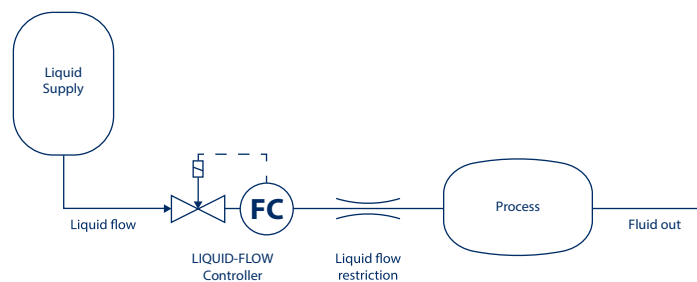 Liquid
Supply
FC
Process
Liquid flow
Fluid out
LIQUID-FLOW
Controller
Liquid flow
restriction